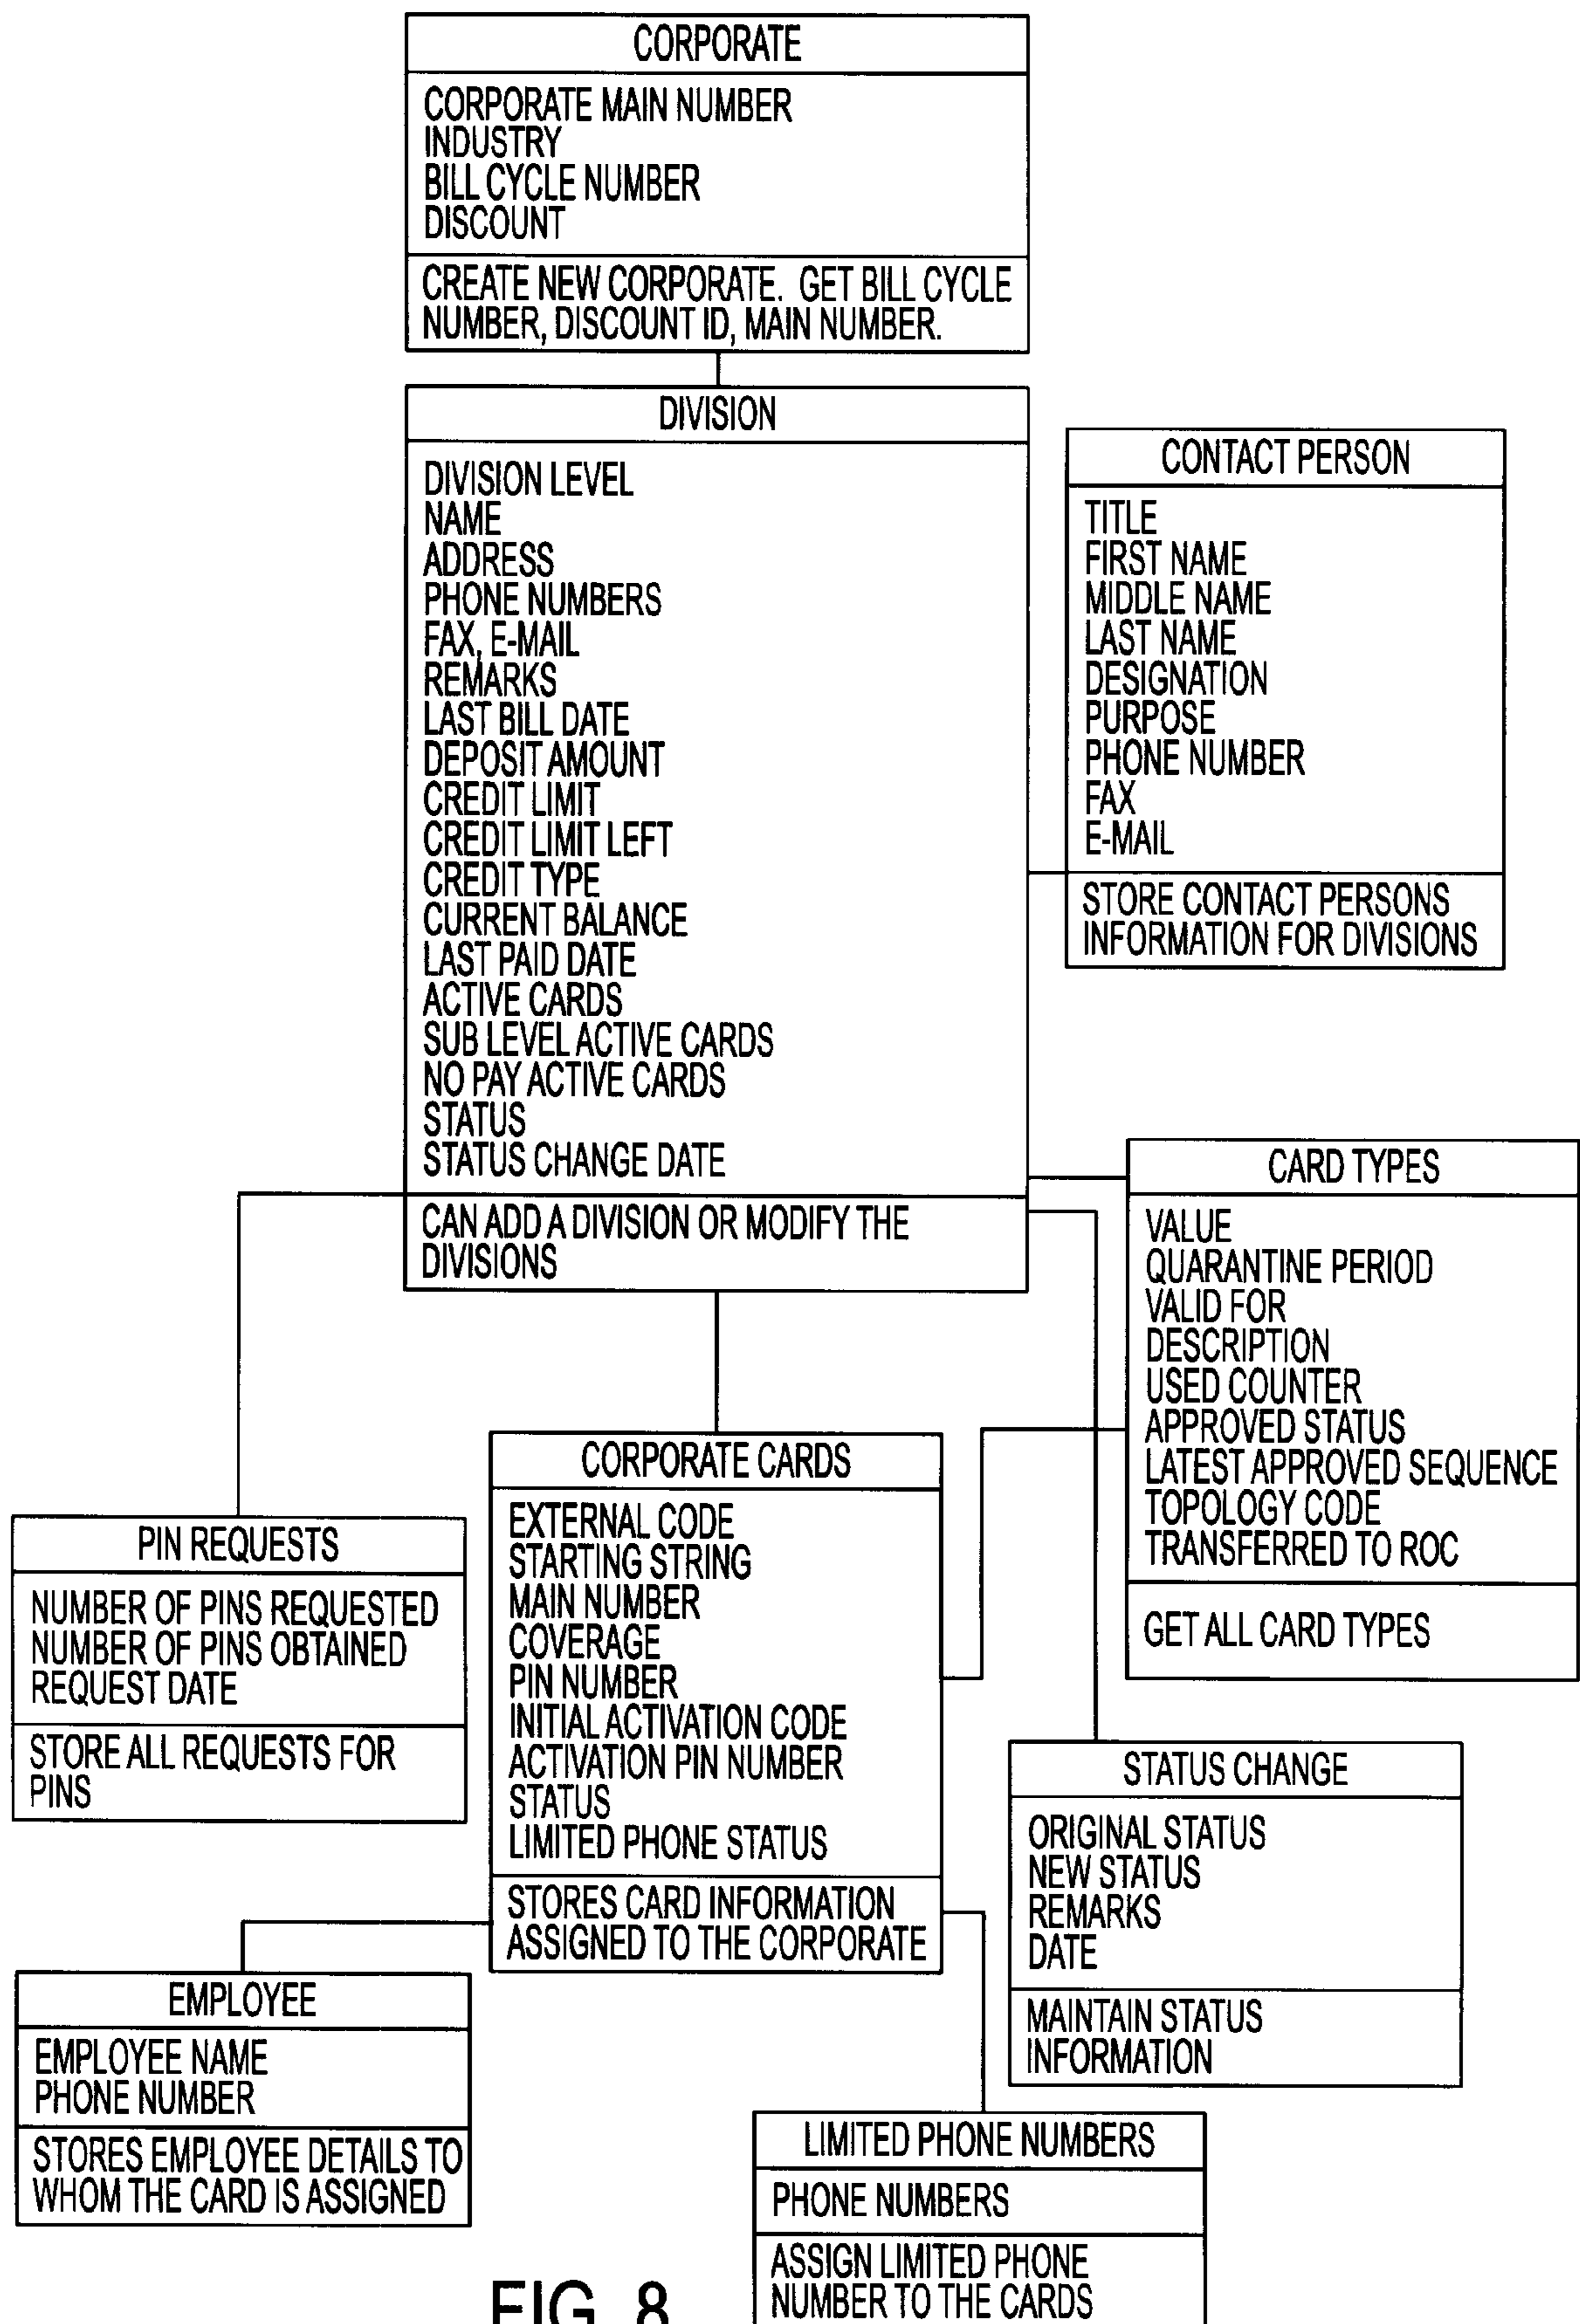 CORPORATE
CORPORATE MAIN NUMBER
INDUSTRY
BILL CYCLE NUMBER
DISCOUNT
CREATE NEW CORPORATE. GET BILL CYCLE
NUMBER, DISCOUNT ID, MAIN NUMBER.
DIVISION
DIVISION LEVEL
NAME
ADDRESS
PHONE NUMBERS
FAX, E-MAIL
REMARKS
LAST BILL DATE
DEPOSIT AMOUNT
CREDIT LIMIT
CREDIT LIMIT LEFT
CREDIT TYPE
CURRENT BALANCE
LAST PAID DATE
ACTIVE CARDS
SUB LEVEL ACTIVE CARDS
NO PAY ACTIVE CARDS
STATUS
STATUS CHANGE DATE
CAN ADD A DIVISION OR MODIFY THE
DIVISIONS
CONTACT PERSON
TITLE
FIRST NAME
MIDDLE NAME
LAST NAME
DESIGNATION
PURPOSE
PHONE NUMBER
FAX
E-MAIL
STORE CONTACT PERSONS
INFORMATION FOR DIVISIONS
CARD TYPES
VALUE
QUARANTINE PERIOD
VALID FOR
DESCRIPTION
USED COUNTER
APPROVED STATUS
LATEST APPROVED SEQUENCE
TOPOLOGY CODE
TRANSFERRED TO ROC
GET ALL CARD TYPES
CORPORATE CARDS
EXTERNAL CODE
STARTING STRING
MAIN NUMBER
COVERAGE
PIN NUMBER
INITIAL ACTIVATION CODE
ACTIVATION PIN NUMBER
STATUS
LIMITED PHONE STATUS
STORES CARD INFORMATION
ASSIGNED TO THE CORPORATE
PIN REQUESTS
NUMBER OF PINS REQUESTED
NUMBER OF PINS OBTAINED
REQUEST DATE
STORE ALL REQUESTS FOR
PINS
STATUS CHANGE
ORIGINAL STATUS
NEW STATUS
REMARKS
DATE
MAINTAIN STATUS
INFORMATION
EMPLOYEE
EMPLOYEE NAME
PHONE NUMBER
STORES EMPLOYEE DETAILS TO
WHOM THE CARD IS ASSIGNED
LIMITED PHONE NUMBERS
PHONE NUMBERS
ASSIGN LIMITED PHONE
NUMBER TO THE CARDS
FIG. 8